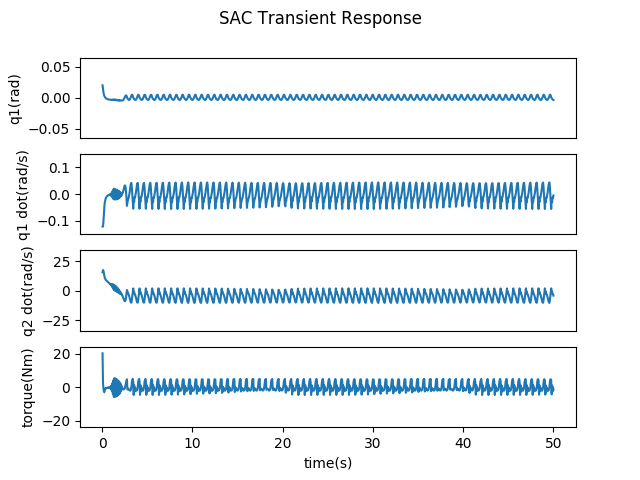 SAC Transient Response
q1(rad)
0.05
0.00
−0.05
q1 dot(rad/s)
0.1
0.0
−0.1
q2 dot(rad/s)
25
0
−25
torque(Nm)
20
0
−20
0 10 20 30 40 50
time(s)